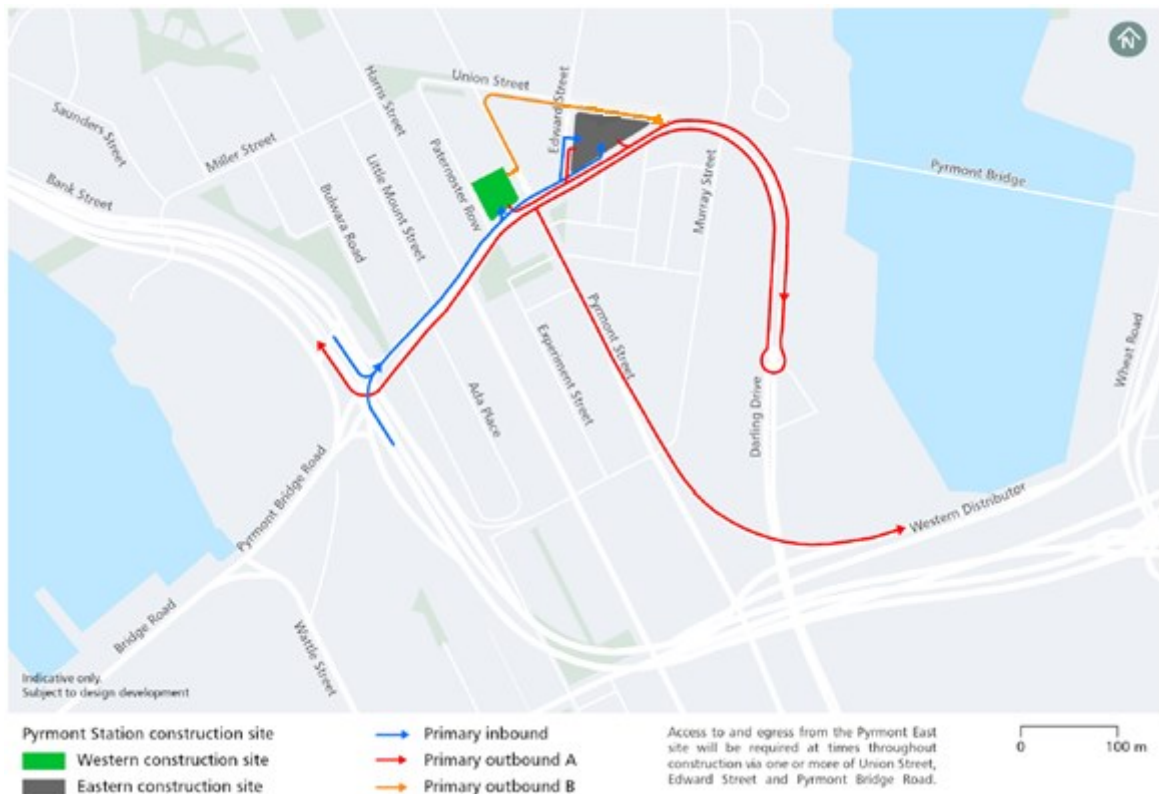 N
Union Street
Edward Street
Harris Street
Saunders Street
Miller Street
Paternoster Row
Little Mount Street
Bulwara Road
Bank Street
Murray Street
Pyrmont Bridge
Pyrmont Street
Experiment Street
Ada Place
Darling Drive
Wheat Road
Western Distributor
Pyrmont Bridge Road
Bridge Road
Wattle Street
Indicative only.
Subject to design development
Pyrmont Station construction site
Western construction site
Eastern construction site
Primary inbound
Primary outbound A
Primary outbound B
Access to and egress from the Pyrmont East
site will be required at times throughout
construction via one or more of Union Street,
Edward Street and Pyrmont Bridge Road.
0 100 m